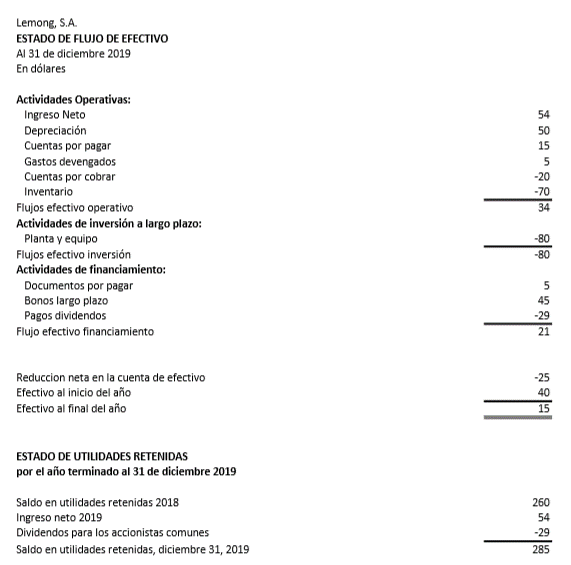 Lemong, S.A.
ESTADO DE FLUJO DE EFECTIVO
Al 31 de diciembre 2019
En dólares
Actividades Operativas:
Ingreso Neto 54
Depreciación 50
Cuentas por pagar 15
Gastos devengados 5
Cuentas por cobrar -20
Inventario -70
Flujos efectivo operativo 34
Actividades de inversión a largo plazo:
Planta y equipo -80
Flujos efectivo inversión -80
Actividades de financiamiento:
Documentos por pagar 5
Bonos largo plazo 45
Pagos dividendos -29
Flujo efectivo financiamiento 21
Reduccion neta en la cuenta de efectivo -25
Efectivo al inicio del año 40
Efectivo al final del año 15
ESTADO DE UTILIDADES RETENIDAS
por el año terminado al 31 de diciembre 2019
Saldo en utilidades retenidas 2018 260
Ingreso neto 2019 54
Dividendos para los accionistas comunes -29
Saldo en utilidades retenidas, diciembre 31, 2019 285